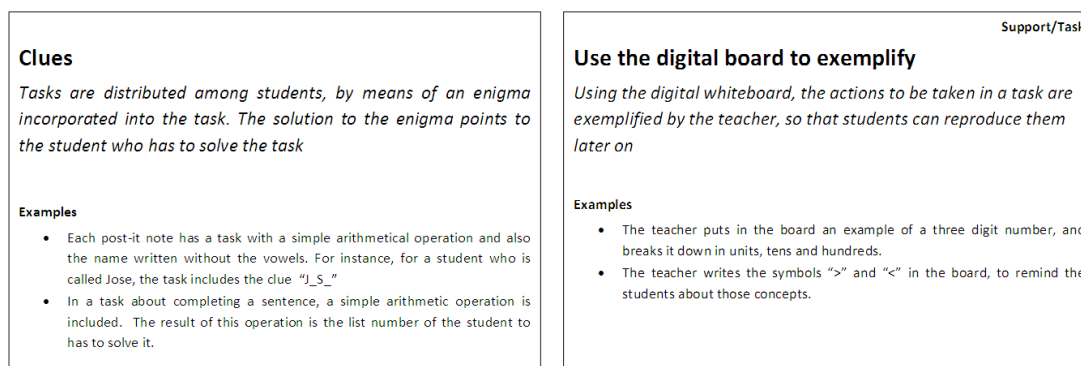 Clues
Tasks are distributed among students, by means of an enigma
incorporated into the task. The solution to the enigma points to
the student who has to solve the task
Examples
• Each post-it note has a task with a simple arithmetical operation and also
the name written without the vowels. For instance, for a student who is
called Jose, the task includes the clue “J_S_”
• In a task about completing a sentence, a simple arithmetic operation is
included. The result of this operation is the list number of the student to
has to solve it.
Support/Task
Use the digital board to exemplify
Using the digital whiteboard, the actions to be taken in a task are
exemplified by the teacher, so that students can reproduce them
later on
Examples
• The teacher puts in the board an example of a three digit number, and
breaks it down in units, tens and hundreds.
• The teacher writes the symbols “>” and “<” in the board, to remind the
students about those concepts.